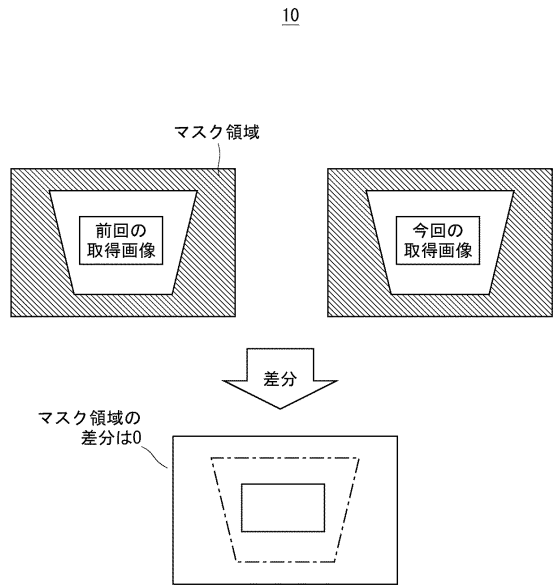 10
マスク領域
前回の
取得画像
今回の
取得画像
差分
マスク領域の
差分は0